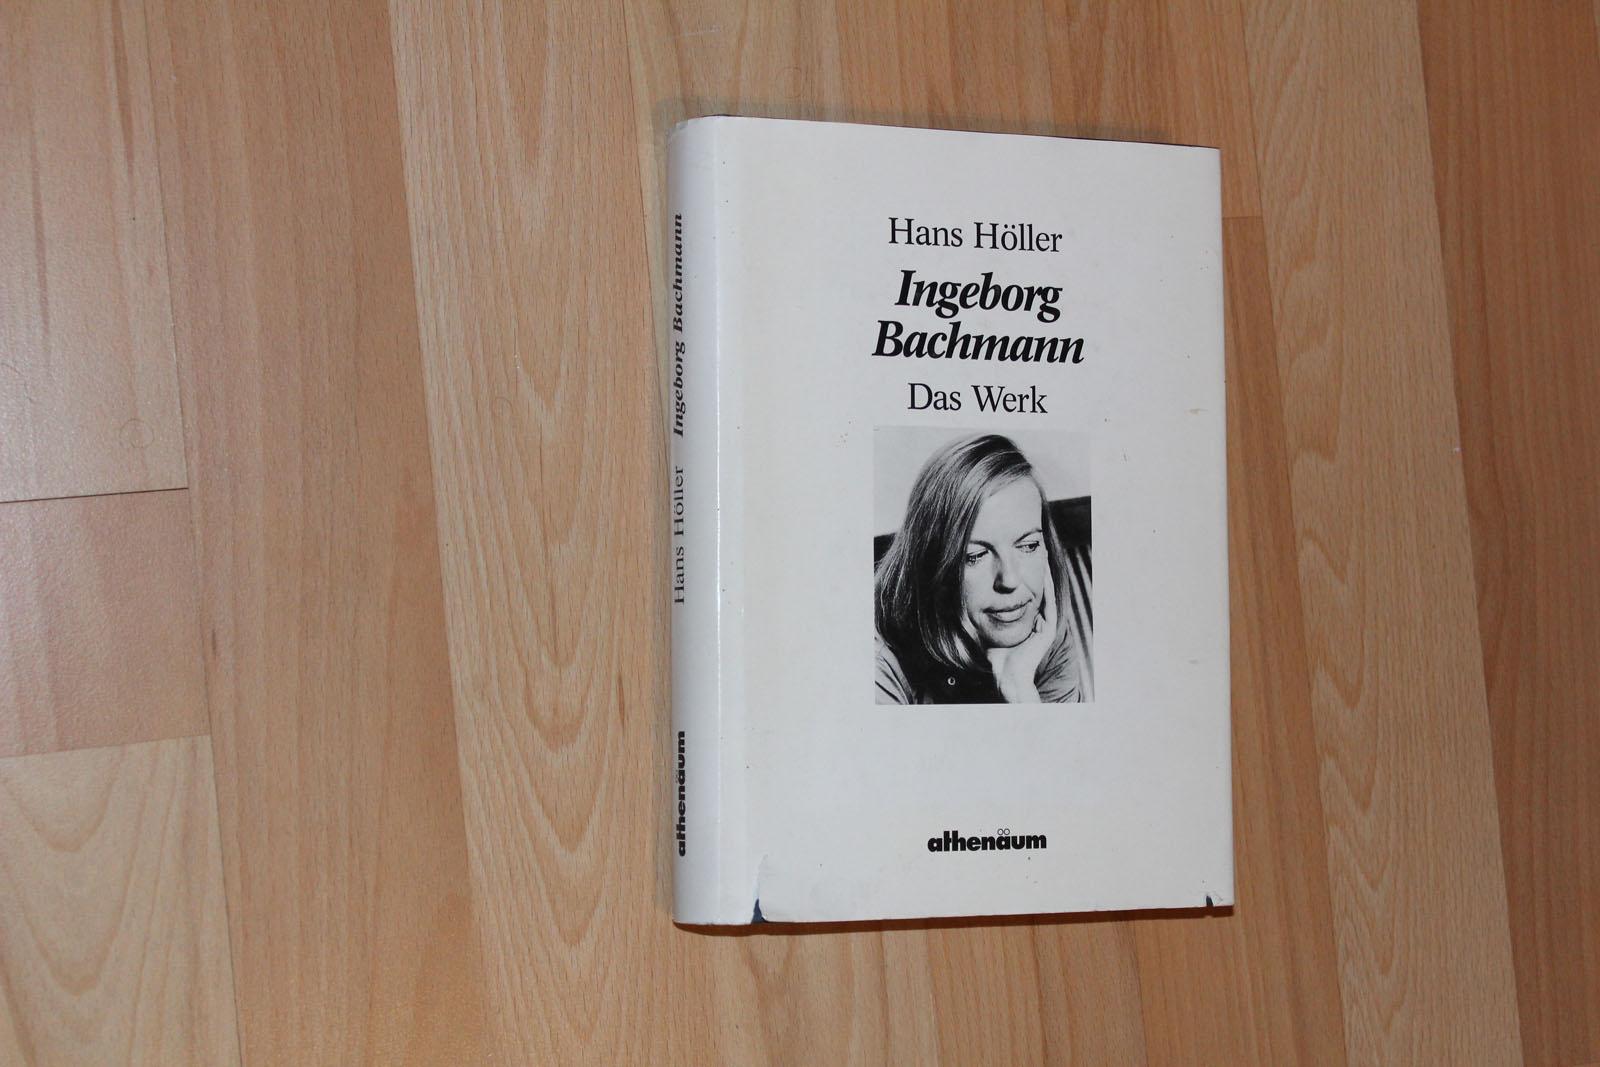 Hans Höller
Ingeborg
Bachmann
Das Werk
athenäum
Hans Höller Ingeborg Bachmann
athenäum